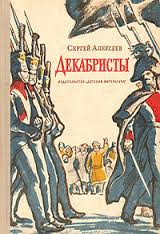 СЕРГЕЙ АЛЕКСЕЕВ
ДЕКАБРИСТЫ
ИЗДАТЕЛЬСТВО „ДЕТСКАЯ ЛИТЕРАТУРА"